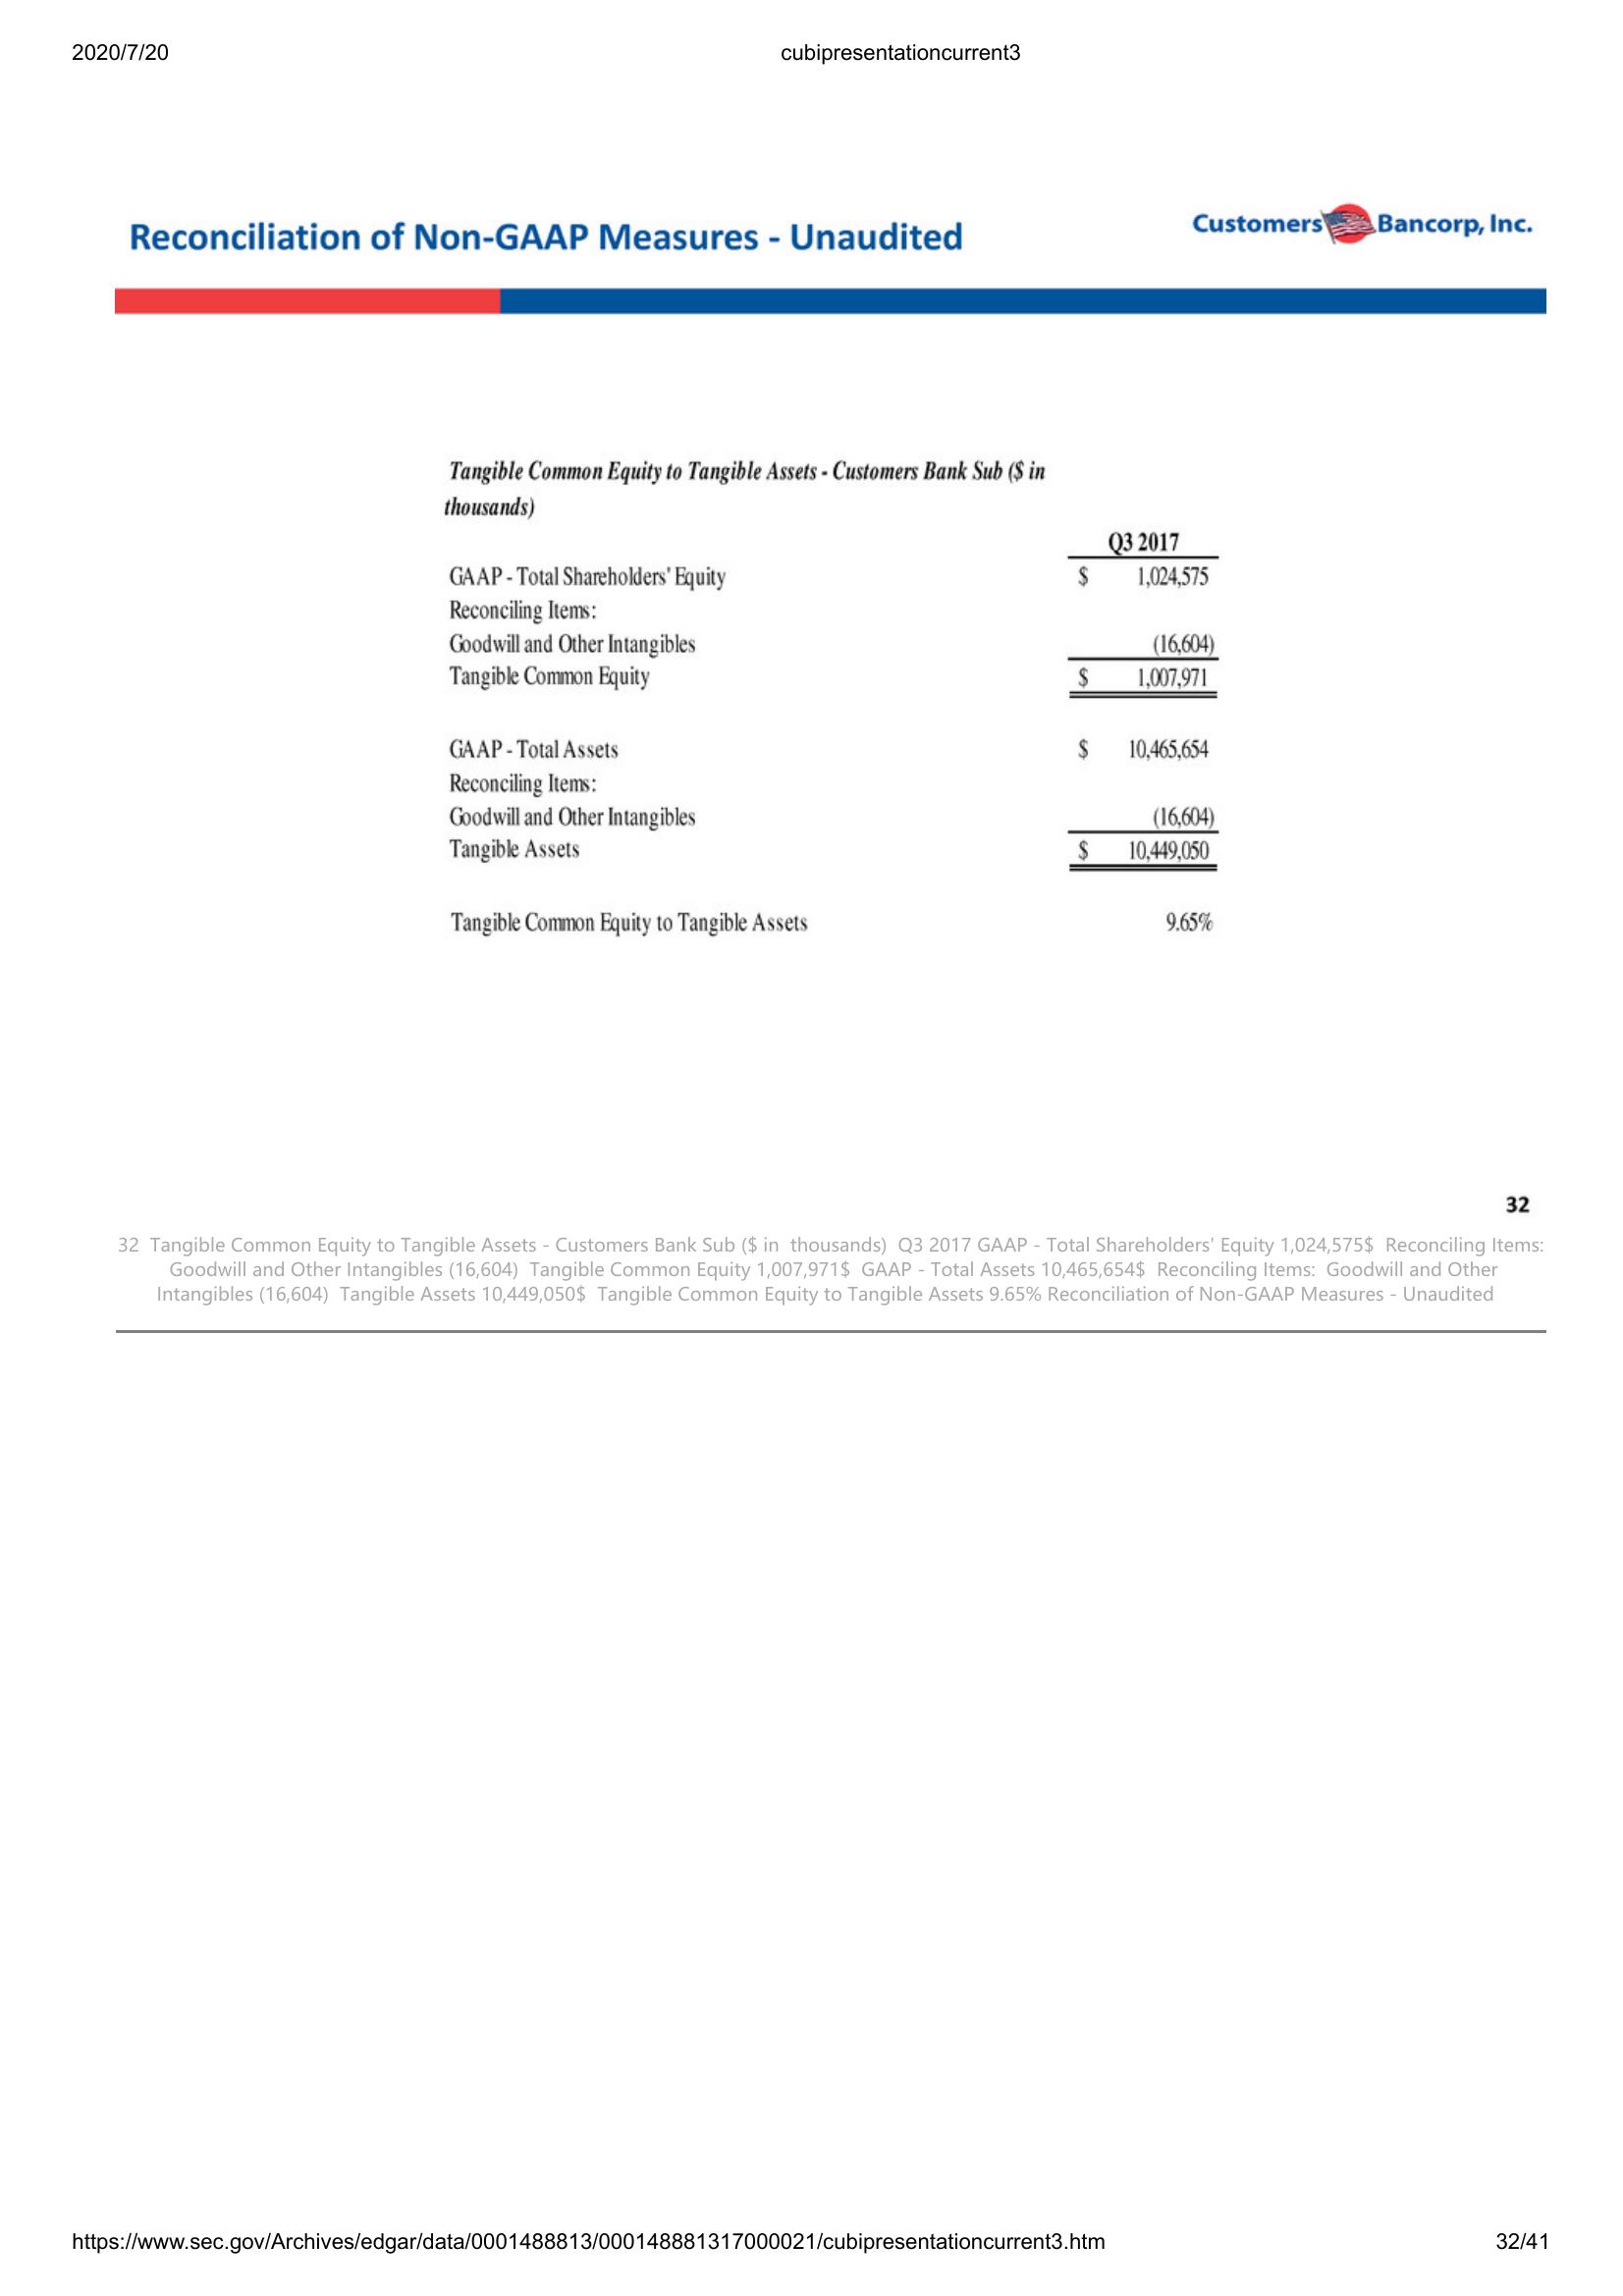 2020/7/20 cubipresentationcurrent3
Reconciliation of Non-GAAP Measures - Unaudited
Customers Bancorp, Inc.
Tangible Common Equity to Tangible Assets - Customers Bank Sub ($ in
thousands)
Q3 2017
GAAP - Total Shareholders' Equity $ 1,024,575
Reconciling Items:
Goodwill and Other Intangibles (16,604)
Tangible Common Equity $ 1,007,971
GAAP - Total Assets $ 10,465,654
Reconciling Items:
Goodwill and Other Intangibles (16,604)
Tangible Assets $ 10,449,050
Tangible Common Equity to Tangible Assets 9.65%
32
32 Tangible Common Equity to Tangible Assets - Customers Bank Sub ($ in thousands) Q3 2017 GAAP - Total Shareholders' Equity 1,024,575$ Reconciling Items:
Goodwill and Other Intangibles (16,604) Tangible Common Equity 1,007,971$ GAAP - Total Assets 10,465,654$ Reconciling Items: Goodwill and Other
Intangibles (16,604) Tangible Assets 10,449,050$ Tangible Common Equity to Tangible Assets 9.65% Reconciliation of Non-GAAP Measures - Unaudited
https://www.sec.gov/Archives/edgar/data/0001488813/000148881317000021/cubipresentationcurrent3.htm 32/41